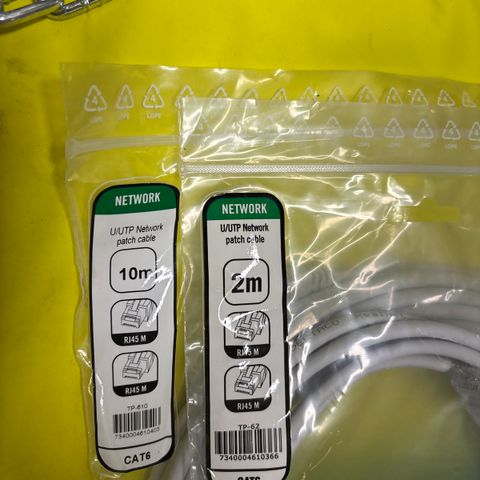 NETWORK
U/UTP Network
patch cable
10m
RJ45 M
RJ45 M
TP-610
7340004610403
CAT6
NETWORK
U/UTP Network
patch cable
2m
RJ45 M
RJ45 M
TP-62
7340004610366
CAT6